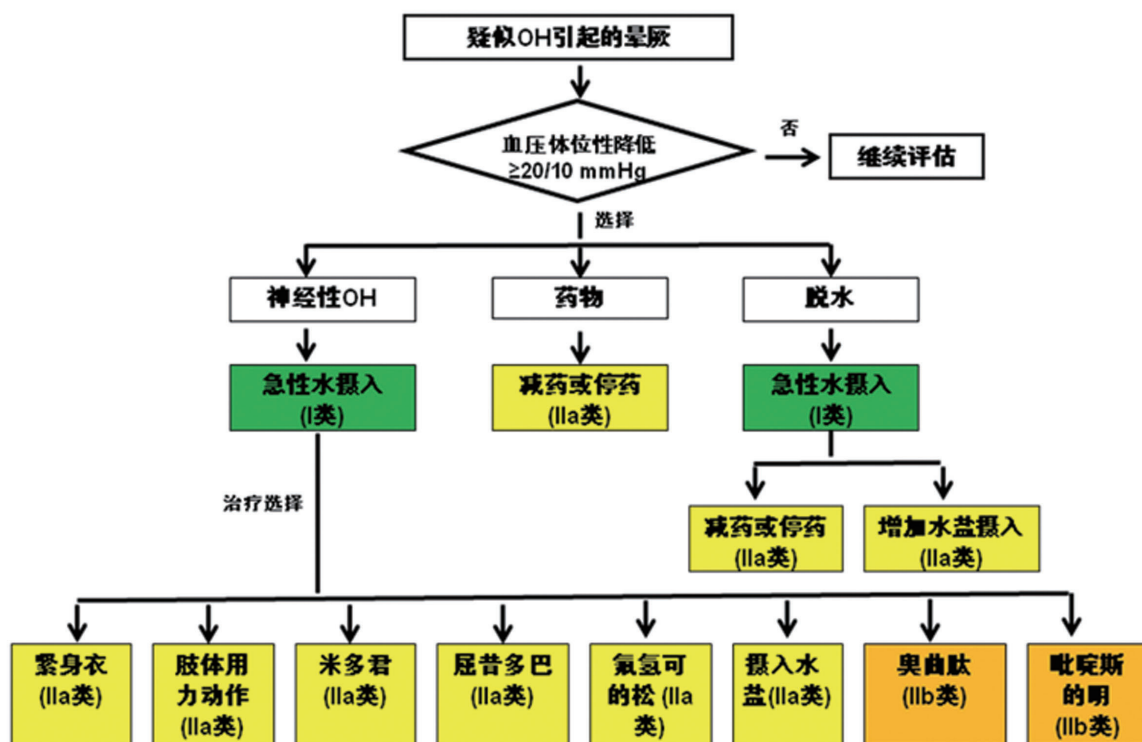 疑似OH引起的晕厥
血压体位性降低
≥20/10 mmHg
否
继续评估
选择
神经性OH
药物
脱水
急性水摄入
(I类)
减药或停药
(IIa类)
急性水摄入
(I类)
治疗选择
减药或停药
(IIa类)
增加水盐摄入
(IIa类)
紧身衣
(IIa类)
肢体用
力动作
(IIa类)
米多君
(IIa类)
屈昔多巴
(IIa类)
氟氢可
的松 (IIa
类)
摄入水
盐(IIa类)
奥曲肽
(IIb类)
吡啶斯
的明
(IIb类)